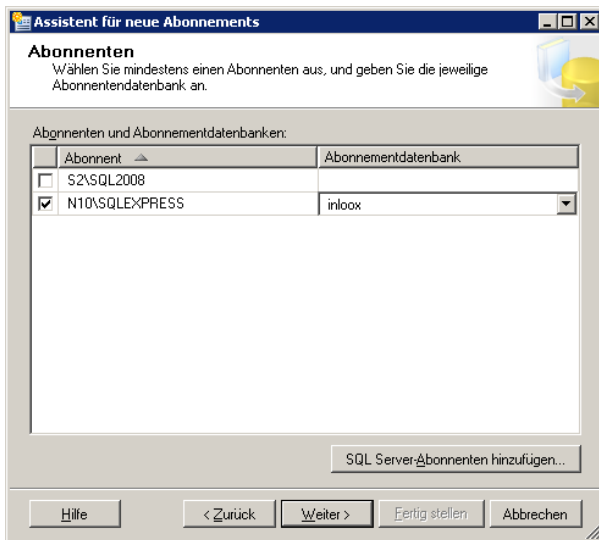 Assistent für neue Abonnements
Abonnenten
Wählen Sie mindestens einen Abonnenten aus, und geben Sie die jeweilige
Abonnentendatenbank an.
Abonnenten und Abonnementdatenbanken:
Abonnent Abonnementdatenbank
S2\SQL2008
N10\SQLEXPRESS inloox
SQL Server-Abonnenten hinzufügen...
Hilfe < Zurück Weiter > Fertig stellen Abbrechen